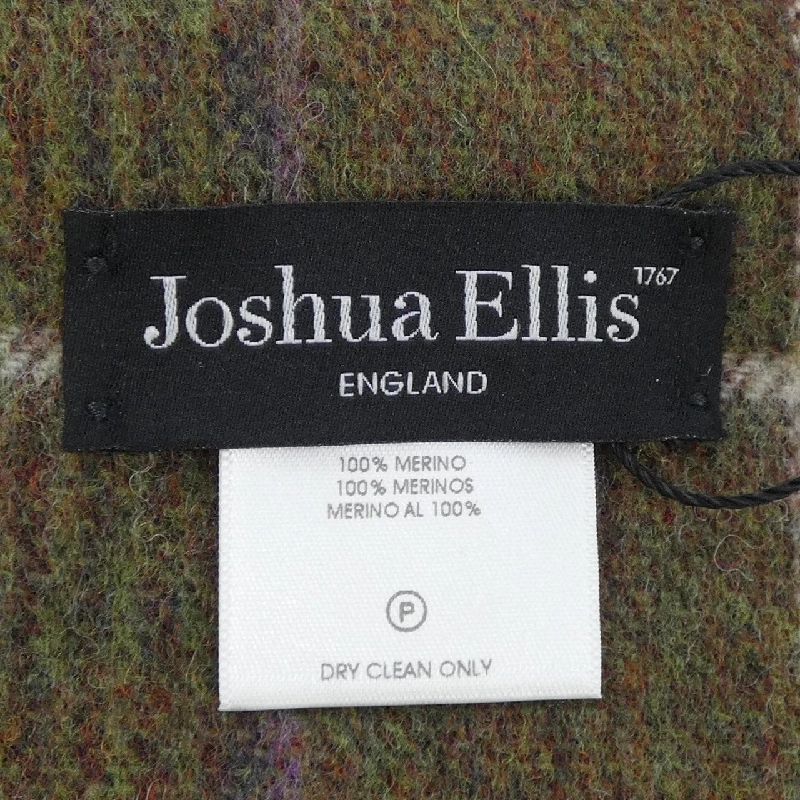 Joshua Ellis 1767
ENGLAND
100% MERINO
100% MERINOS
MERINO AL 100%
P
DRY CLEAN ONLY